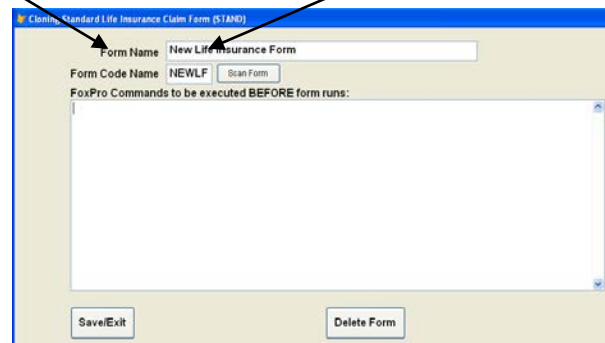 Cloning Standard Life Insurance Claim Form (STAND)
Form Name New Life Insurance Form
Form Code Name NEWLF Scan Form
FoxPro Commands to be executed BEFORE form runs:
Save/Exit Delete Form